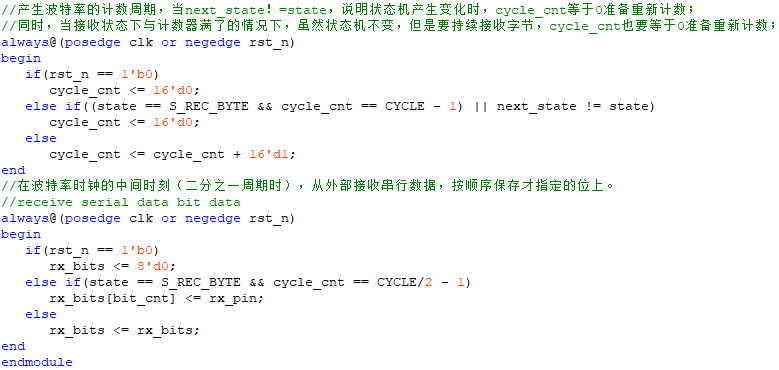 //产生波特率的计数周期，当next_state！=state，说明状态机产生变化时，cycle_cnt等于0准备重新计数；
//同时，当接收状态下与计数器满了的情况下，虽然状态机不变，但是要持续接收字节，cycle_cnt也要等于0准备重新计数；
always@(posedge clk or negedge rst_n)
begin
   if(rst_n == 1'b0)
      cycle_cnt <= 16'd0;
   else if((state == S_REC_BYTE && cycle_cnt == CYCLE - 1) || next_state != state)
      cycle_cnt <= 16'd0;
   else
      cycle_cnt <= cycle_cnt + 16'd1;
end
//在波特率时钟的中间时刻（二分之一周期时），从外部接收串行数据，按顺序保存才指定的位上。
//receive serial data bit data
always@(posedge clk or negedge rst_n)
begin
   if(rst_n == 1'b0)
      rx_bits <= 8'd0;
   else if(state == S_REC_BYTE && cycle_cnt == CYCLE/2 - 1)
      rx_bits[bit_cnt] <= rx_pin;
   else
      rx_bits <= rx_bits;
end
endmodule